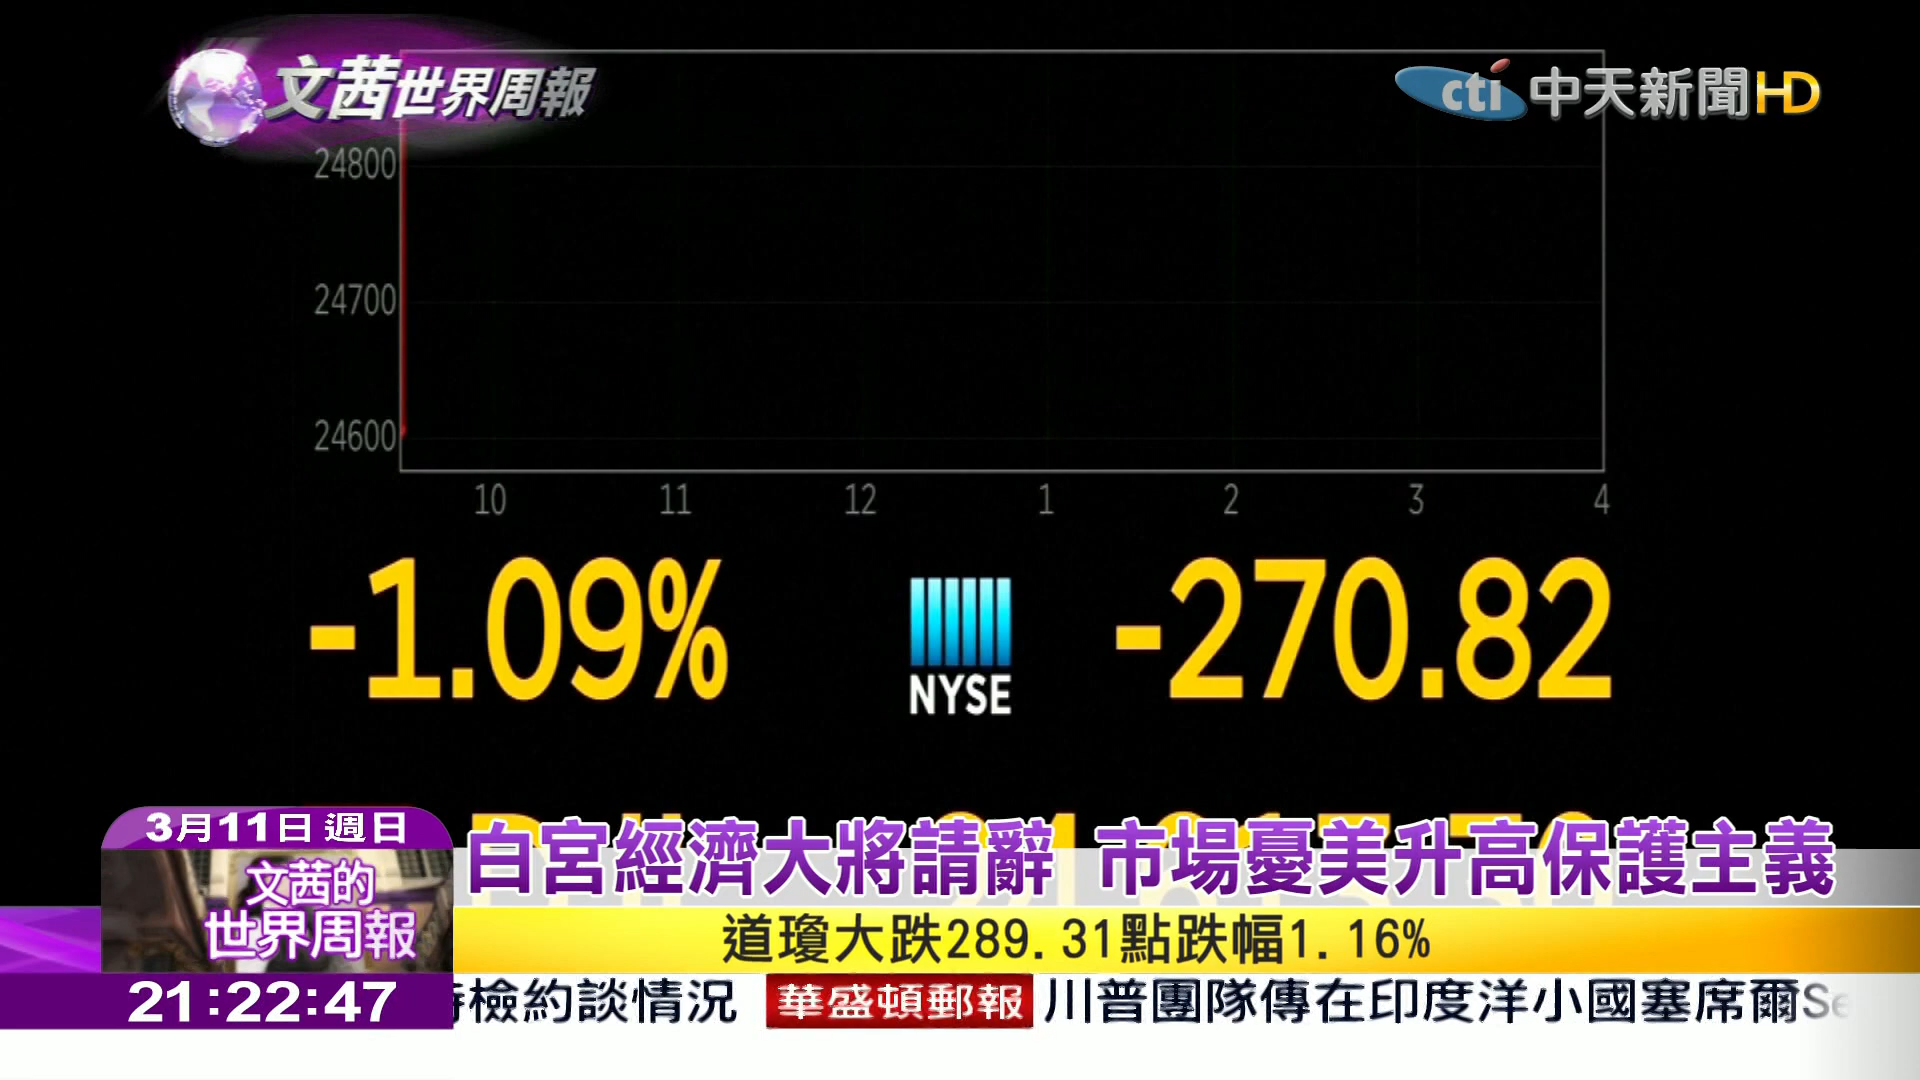 文茜世界周報
cti 中天新聞HD
24800
24700
24600
10 11 12 1 2 3 4
-1.09%
NYSE
-270.82
3月11日 週日
文茜的
世界周報
白宮經濟大將請辭 市場憂美升高保護主義
道瓊大跌289.31點跌幅1.16%
21:22:47
檢約談情況 華盛頓郵報 川普團隊傳在印度洋小國塞席爾Se